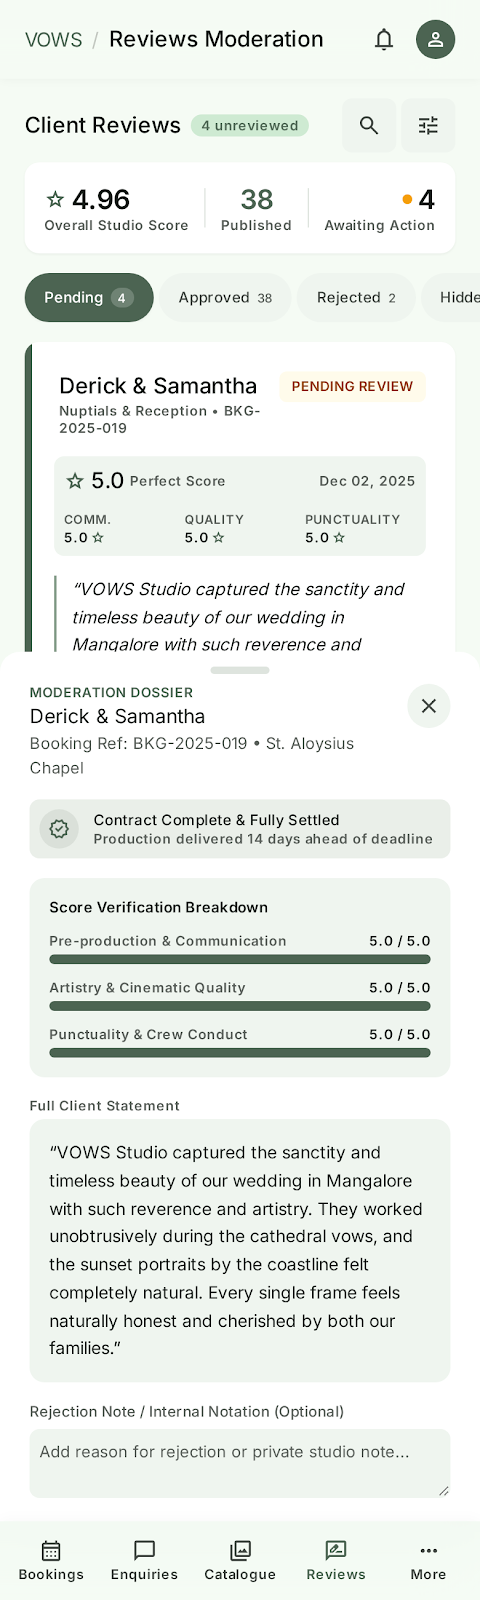 VOWS / Reviews Moderation
Client Reviews 4 unreviewed
4.96 38 4
Overall Studio Score Published Awaiting Action
Pending 4 Approved 38 Rejected 2 Hidde
Derick & Samantha PENDING REVIEW
Nuptials & Reception • BKG-
2025-019
5.0 Perfect Score Dec 02, 2025
COMM. QUALITY PUNCTUALITY
5.0 5.0 5.0
“VOWS Studio captured the sanctity and
timeless beauty of our wedding in
Mangalore with such reverence and
MODERATION DOSSIER
Derick & Samantha
Booking Ref: BKG-2025-019 • St. Aloysius
Chapel
Contract Complete & Fully Settled
Production delivered 14 days ahead of deadline
Score Verification Breakdown
Pre-production & Communication 5.0 / 5.0
Artistry & Cinematic Quality 5.0 / 5.0
Punctuality & Crew Conduct 5.0 / 5.0
Full Client Statement
“VOWS Studio captured the sanctity and
timeless beauty of our wedding in Mangalore
with such reverence and artistry. They worked
unobtrusively during the cathedral vows, and
the sunset portraits by the coastline felt
completely natural. Every single frame feels
naturally honest and cherished by both our
families.”
Rejection Note / Internal Notation (Optional)
Add reason for rejection or private studio note...
Bookings Enquiries Catalogue Reviews More